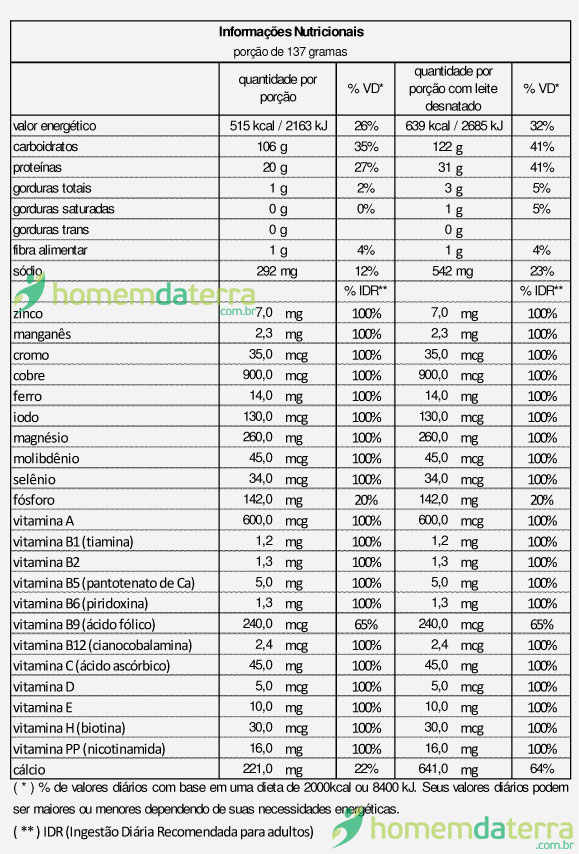 Informações Nutricionais
porção de 137 gramas
quantidade por porção % VD* quantidade por porção com leite desnatado % VD*
valor energético 515 kcal / 2163 kJ 26% 639 kcal / 2685 kJ 32%
carboidratos 106 g 35% 122 g 41%
proteínas 20 g 27% 31 g 41%
gorduras totais 1 g 2% 3 g 5%
gorduras saturadas 0 g 0% 1 g 5%
gorduras trans 0 g 0 g
fibra alimentar 1 g 4% 1 g 4%
sódio 292 mg 12% 542 mg 23%
homemdaterra .com.br
% IDR** % IDR**
zinco 7,0 mg 100% 7,0 mg 100%
manganês 2,3 mg 100% 2,3 mg 100%
cromo 35,0 mcg 100% 35,0 mcg 100%
cobre 900,0 mcg 100% 900,0 mcg 100%
ferro 14,0 mg 100% 14,0 mg 100%
iodo 130,0 mcg 100% 130,0 mcg 100%
magnésio 260,0 mg 100% 260,0 mg 100%
molibdênio 45,0 mcg 100% 45,0 mcg 100%
selênio 34,0 mcg 100% 34,0 mcg 100%
fósforo 142,0 mg 20% 142,0 mg 20%
vitamina A 600,0 mcg 100% 600,0 mcg 100%
vitamina B1 (tiamina) 1,2 mg 100% 1,2 mg 100%
vitamina B2 1,3 mg 100% 1,3 mg 100%
vitamina B5 (pantotenato de Ca) 5,0 mg 100% 5,0 mg 100%
vitamina B6 (piridoxina) 1,3 mg 100% 1,3 mg 100%
vitamina B9 (ácido fólico) 240,0 mcg 65% 240,0 mcg 65%
vitamina B12 (cianocobalamina) 2,4 mcg 100% 2,4 mcg 100%
vitamina C (ácido ascórbico) 45,0 mg 100% 45,0 mg 100%
vitamina D 5,0 mcg 100% 5,0 mcg 100%
vitamina E 10,0 mg 100% 10,0 mg 100%
vitamina H (biotina) 30,0 mcg 100% 30,0 mcg 100%
vitamina PP (nicotinamida) 16,0 mg 100% 16,0 mg 100%
cálcio 221,0 mg 22% 641,0 mg 64%
( * ) % de valores diários com base em uma dieta de 2000kcal ou 8400 kJ. Seus valores diários podem
ser maiores ou menores dependendo de suas necessidades energéticas.
( ** ) IDR (Ingestão Diária Recomendada para adultos)
homemdaterra
.com.br